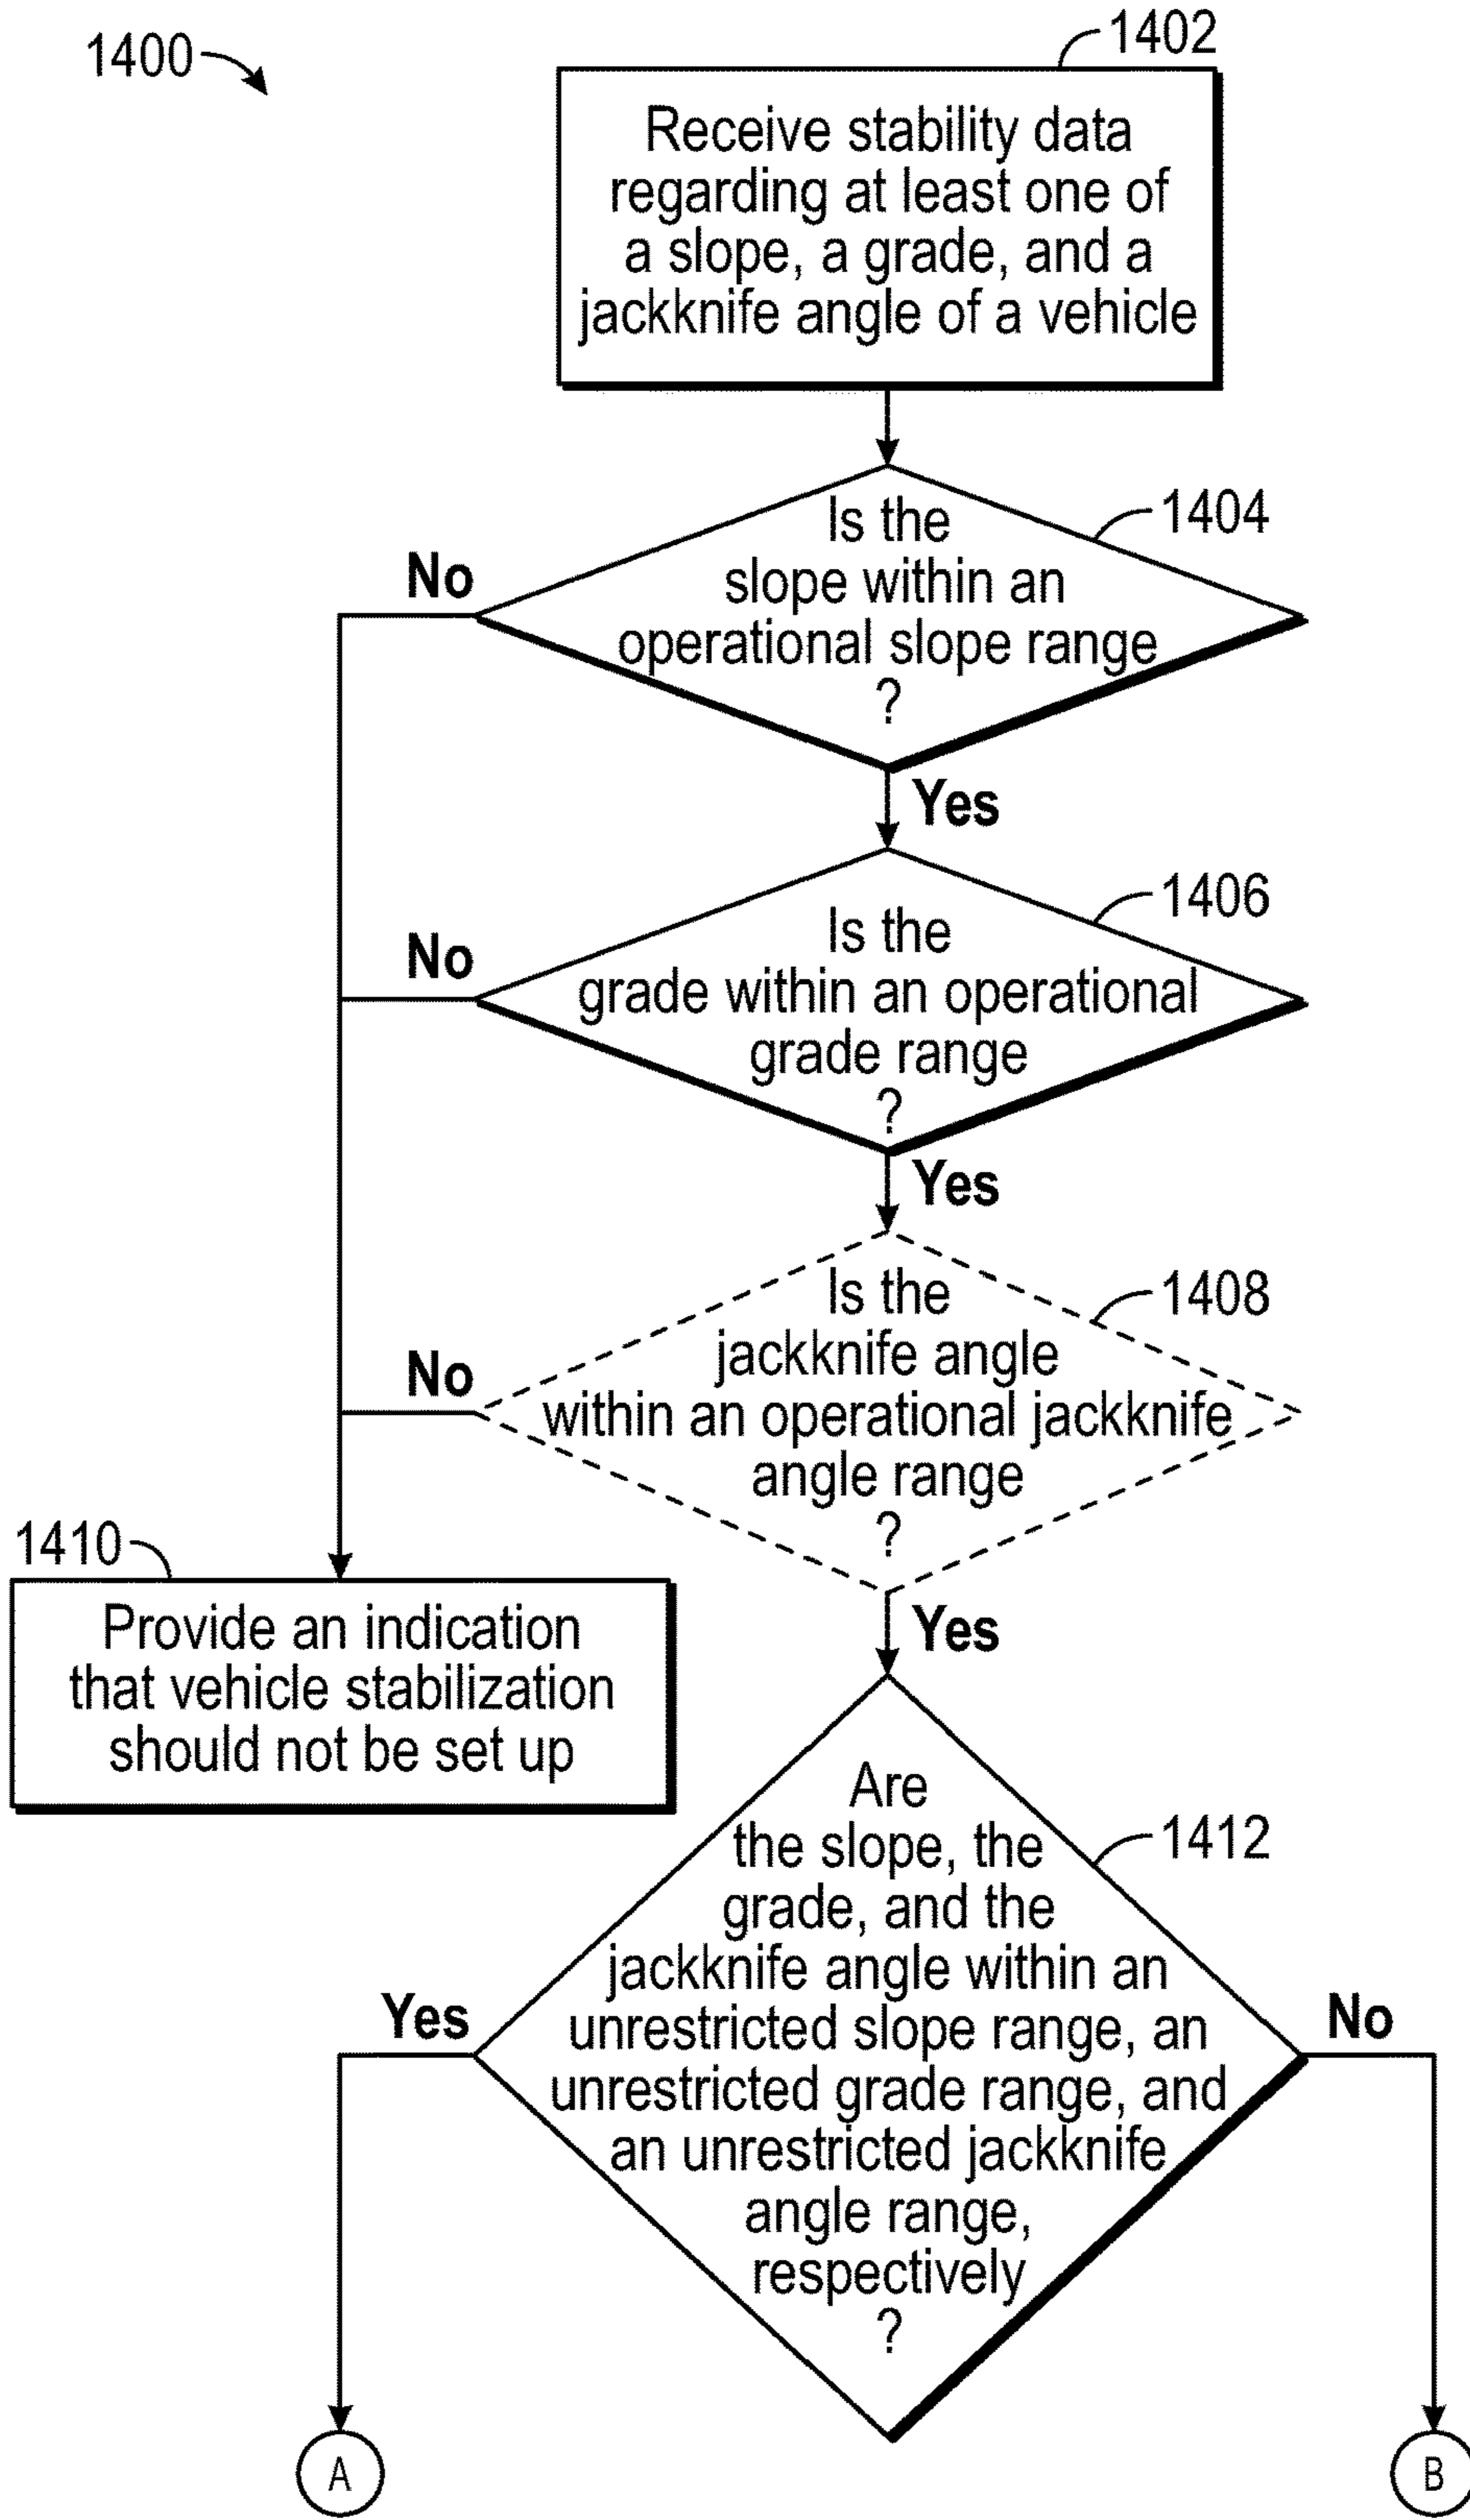 1400
1402
Receive stability data
regarding at least one of
a slope, a grade, and a
jackknife angle of a vehicle
1404
Is the
slope within an
operational slope range
?
No
Yes
1406
Is the
grade within an operational
grade range
?
No
Yes
1408
Is the
jackknife angle
within an operational jackknife
angle range
?
No
Yes
1410
Provide an indication
that vehicle stabilization
should not be set up
1412
Are
the slope, the
grade, and the
jackknife angle within an
unrestricted slope range, an
unrestricted grade range, and
an unrestricted jackknife
angle range,
respectively
?
Yes
No
A
B